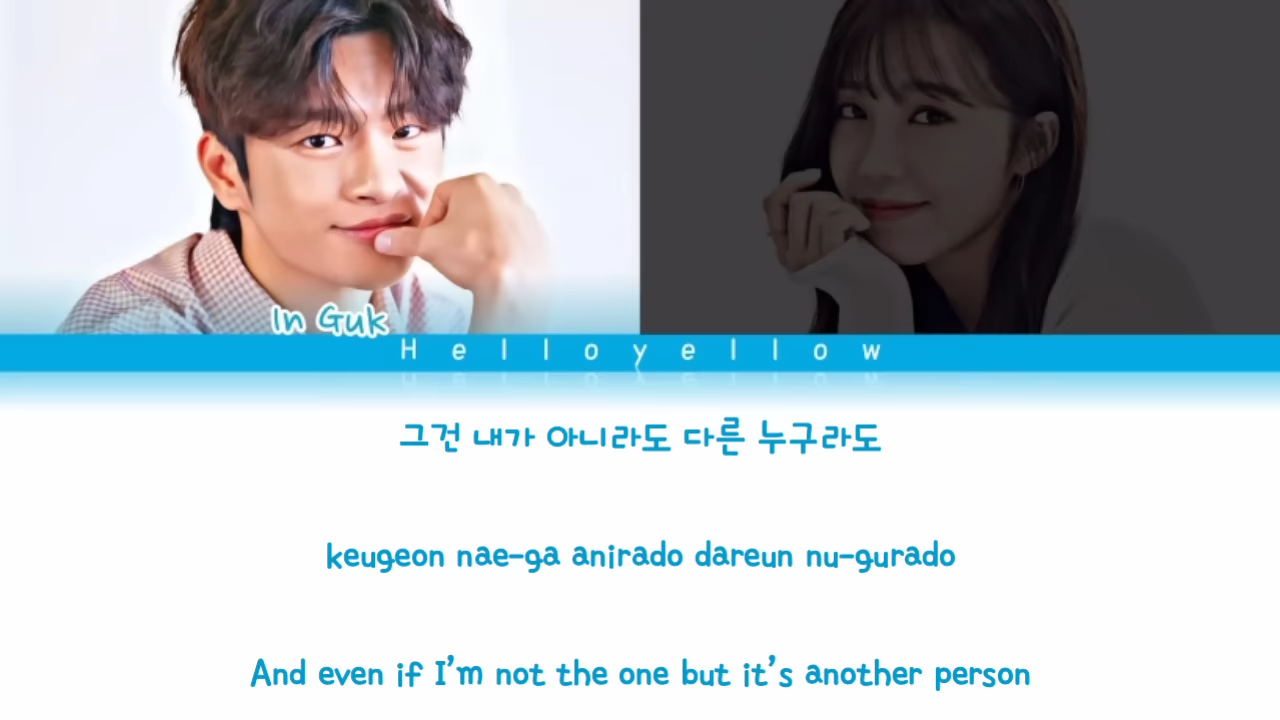 In Guk
Helloyellow
그건 내가 아니라도 다른 누구라도
keugeon nae-ga anirado dareun nu-gurado
And even if I'm not the one but it's another person